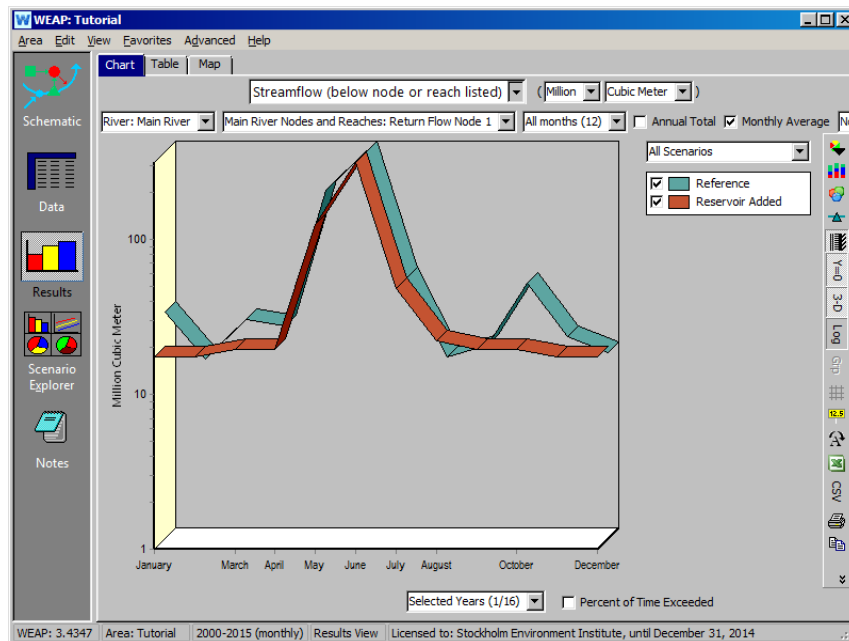 WEAP: Tutorial
Area Edit View Favorites Advanced Help
Chart Table Map
Streamflow (below node or reach listed) ( Million Cubic Meter )
River: Main River Main River Nodes and Reaches: Return Flow Node 1 All months (12) Annual Total Monthly Average
All Scenarios
Reference
Reservoir Added
Schematic
Data
Results
Scenario
Explorer
Notes
Million Cubic Meter
100
10
1
January March April May June July August October December
Y=0
3-D
Log
Grp
12.5
CSV
Selected Years (1/16) Percent of Time Exceeded
WEAP: 3.4347 Area: Tutorial 2000-2015 (monthly) Results View Licensed to: Stockholm Environment Institute, until December 31, 2014